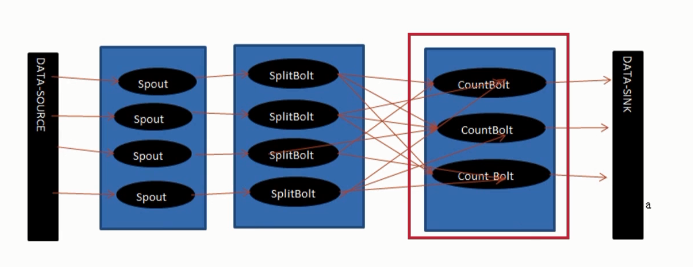 DATA-SOURCE
Spout
Spout
Spout
Spout
SplitBolt
SplitBolt
SplitBolt
SplitBolt
CountBolt
CountBolt
Count Bolt
DATA-SINK
a